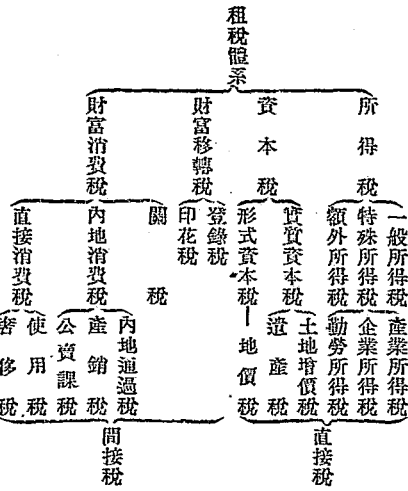 租稅體系
所得稅
資本稅
財富移轉稅
財富消費稅
一般所得稅
特殊所得稅
額外所得稅
實質資本稅
形式資本稅
登錄稅
印花稅
關稅
內地消費稅
直接消費稅
產業所得稅
企業所得稅
勤勞所得稅
土地增價稅
遺產稅
地價稅
內地通過稅
產銷稅
公賣課稅
使用稅
奢侈稅
直接稅
間接稅